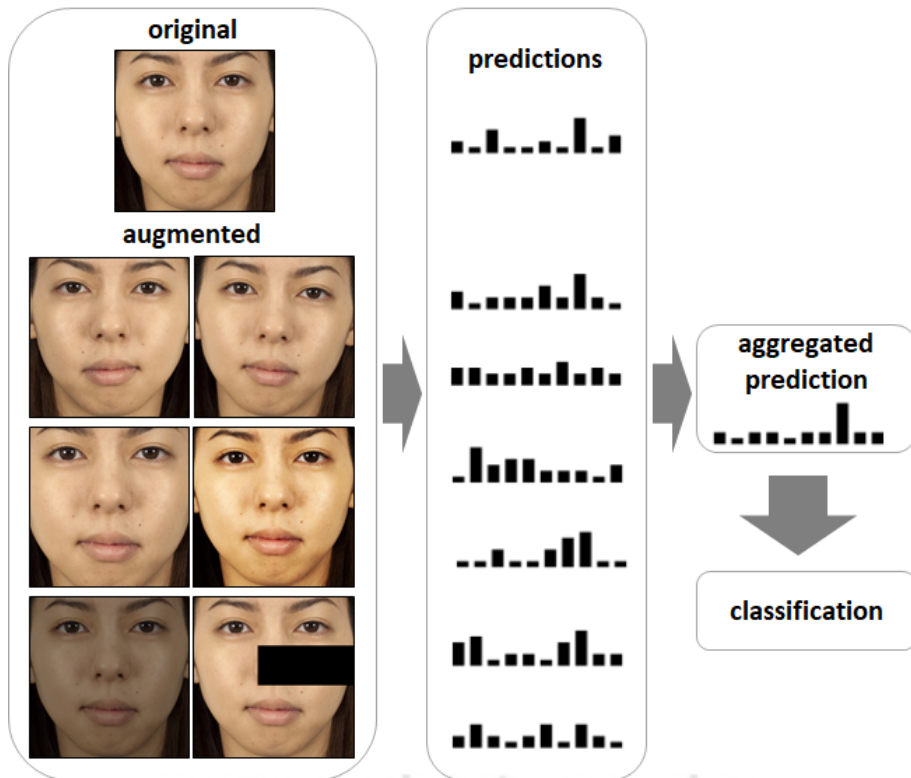 original
augmented
predictions
aggregated
prediction
classification